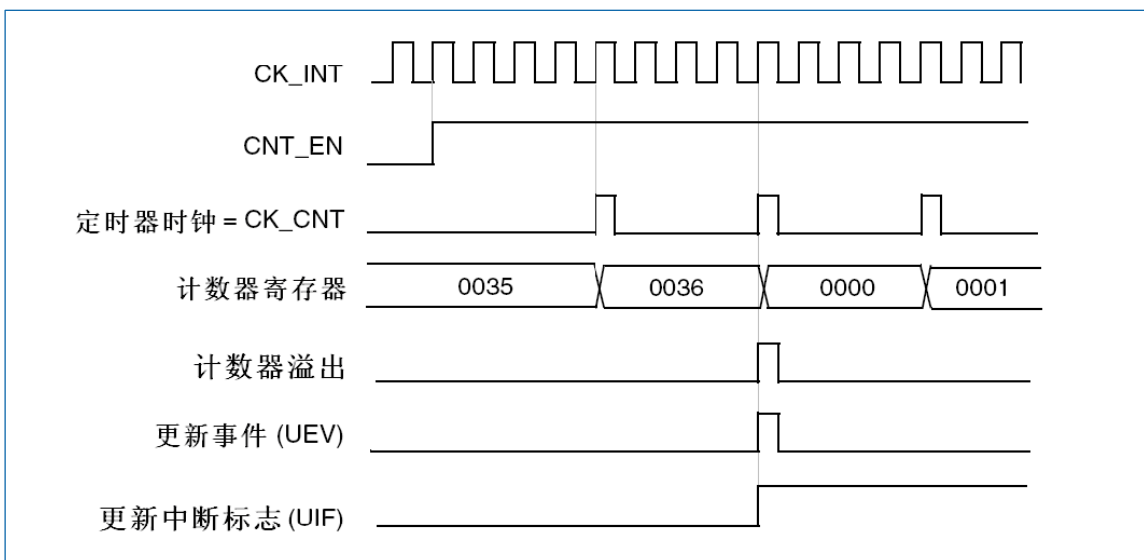 CK_INT
CNT_EN
定时器时钟 = CK_CNT
计数器寄存器 0035 0036 0000 0001
计数器溢出
更新事件 (UEV)
更新中断标志 (UIF)